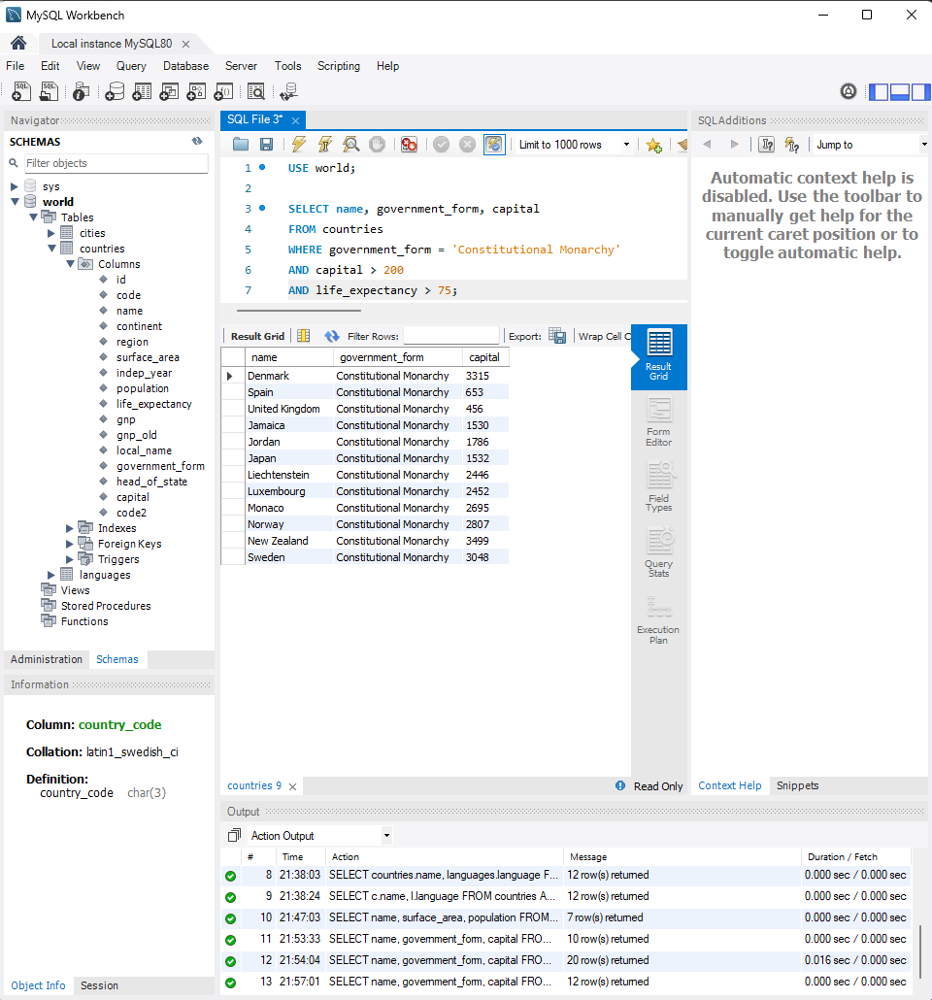 MySQL Workbench
Local instance MySQL80
File Edit View Query Database Server Tools Scripting Help
Navigator
SCHEMAS
Filter objects
sys
world
Tables
cities
countries
Columns
id
code
name
continent
region
surface_area
indep_year
population
life_expectancy
gnp
gnp_old
local_name
government_form
head_of_state
capital
code2
Indexes
Foreign Keys
Triggers
languages
Views
Stored Procedures
Functions
Administration Schemas
Information
Column: country_code
Collation: latin1_swedish_ci
Definition:
country_code char(3)
Object Info Session
SQL File 3*
Limit to 1000 rows
1 USE world;
2
3 SELECT name, government_form, capital
4 FROM countries
5 WHERE government_form = 'Constitutional Monarchy'
6 AND capital > 200
7 AND life_expectancy > 75;
Result Grid Filter Rows: Export: Wrap Cell C
name government_form capital
Denmark Constitutional Monarchy 3315
Spain Constitutional Monarchy 653
United Kingdom Constitutional Monarchy 456
Jamaica Constitutional Monarchy 1530
Jordan Constitutional Monarchy 1786
Japan Constitutional Monarchy 1532
Liechtenstein Constitutional Monarchy 2446
Luxembourg Constitutional Monarchy 2452
Monaco Constitutional Monarchy 2695
Norway Constitutional Monarchy 2807
New Zealand Constitutional Monarchy 3499
Sweden Constitutional Monarchy 3048
Result
Grid
Form
Editor
Field
Types
Query
Stats
Execution
Plan
countries 9
Read Only
SQLAdditions
Jump to
Automatic context help is
disabled. Use the toolbar to
manually get help for the
current caret position or to
toggle automatic help.
Context Help Snippets
Output
Action Output
# Time Action Message Duration / Fetch
8 21:38:03 SELECT countries.name, languages.language F... 12 row(s) returned 0.000 sec / 0.000 sec
9 21:38:24 SELECT c.name, l.language FROM countries A... 12 row(s) returned 0.000 sec / 0.000 sec
10 21:47:03 SELECT name, surface_area, population FROM... 7 row(s) returned 0.000 sec / 0.000 sec
11 21:53:33 SELECT name, government_form, capital FRO... 10 row(s) returned 0.000 sec / 0.000 sec
12 21:54:04 SELECT name, government_form, capital FRO... 20 row(s) returned 0.016 sec / 0.000 sec
13 21:57:01 SELECT name, government_form, capital FRO... 12 row(s) returned 0.000 sec / 0.000 sec